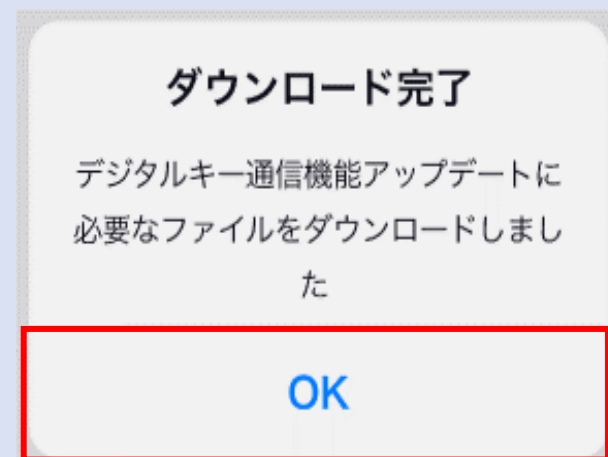 ダウンロード完了
デジタルキー通信機能アップデートに
必要なファイルをダウンロードしまし
た
OK